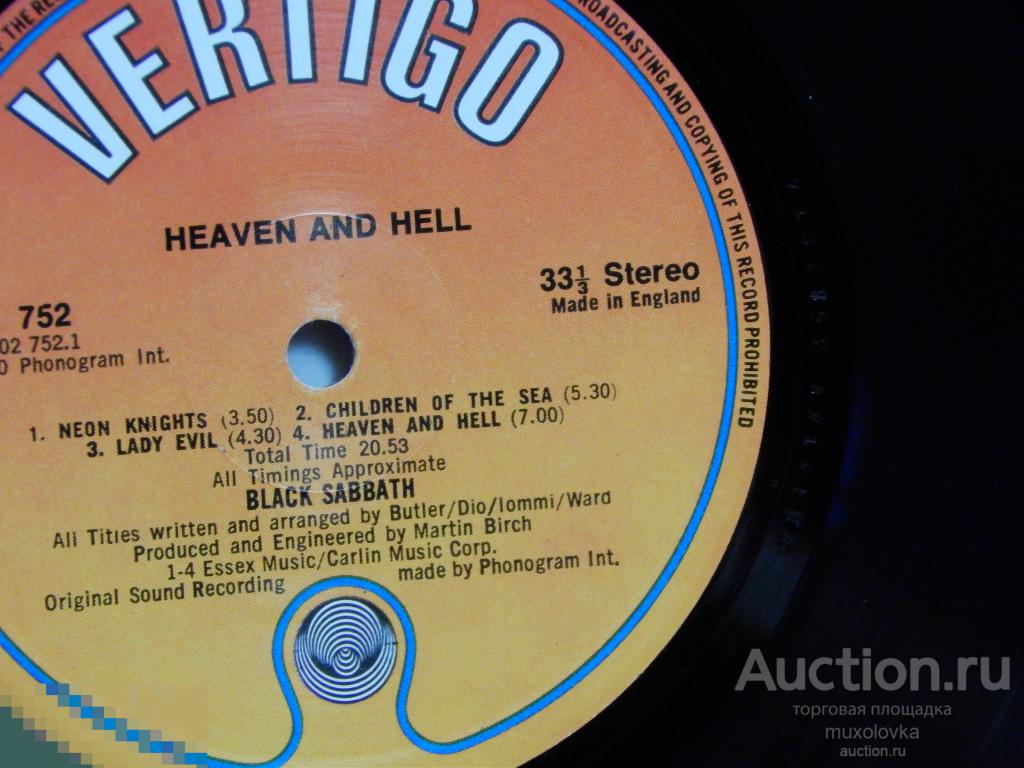 OF THE REC
ROADCASTING AND COPYING OF THIS RECORD PROHIBITED
VERTIGO
HEAVEN AND HELL
33⅓ Stereo
Made in England
752
02 752.1
0 Phonogram Int.
1. NEON KNIGHTS (3.50) 2. CHILDREN OF THE SEA (5.30)
3. LADY EVIL (4.30) 4. HEAVEN AND HELL (7.00)
Total Time 20.53
All Timings Approximate
BLACK SABBATH
All Titles written and arranged by Butler/Dio/Iommi/Ward
Produced and Engineered by Martin Birch
1-4 Essex Music/Carlin Music Corp.
Original Sound Recording made by Phonogram Int.
Auction.ru
торговая площадка
muxolovka
auction.ru